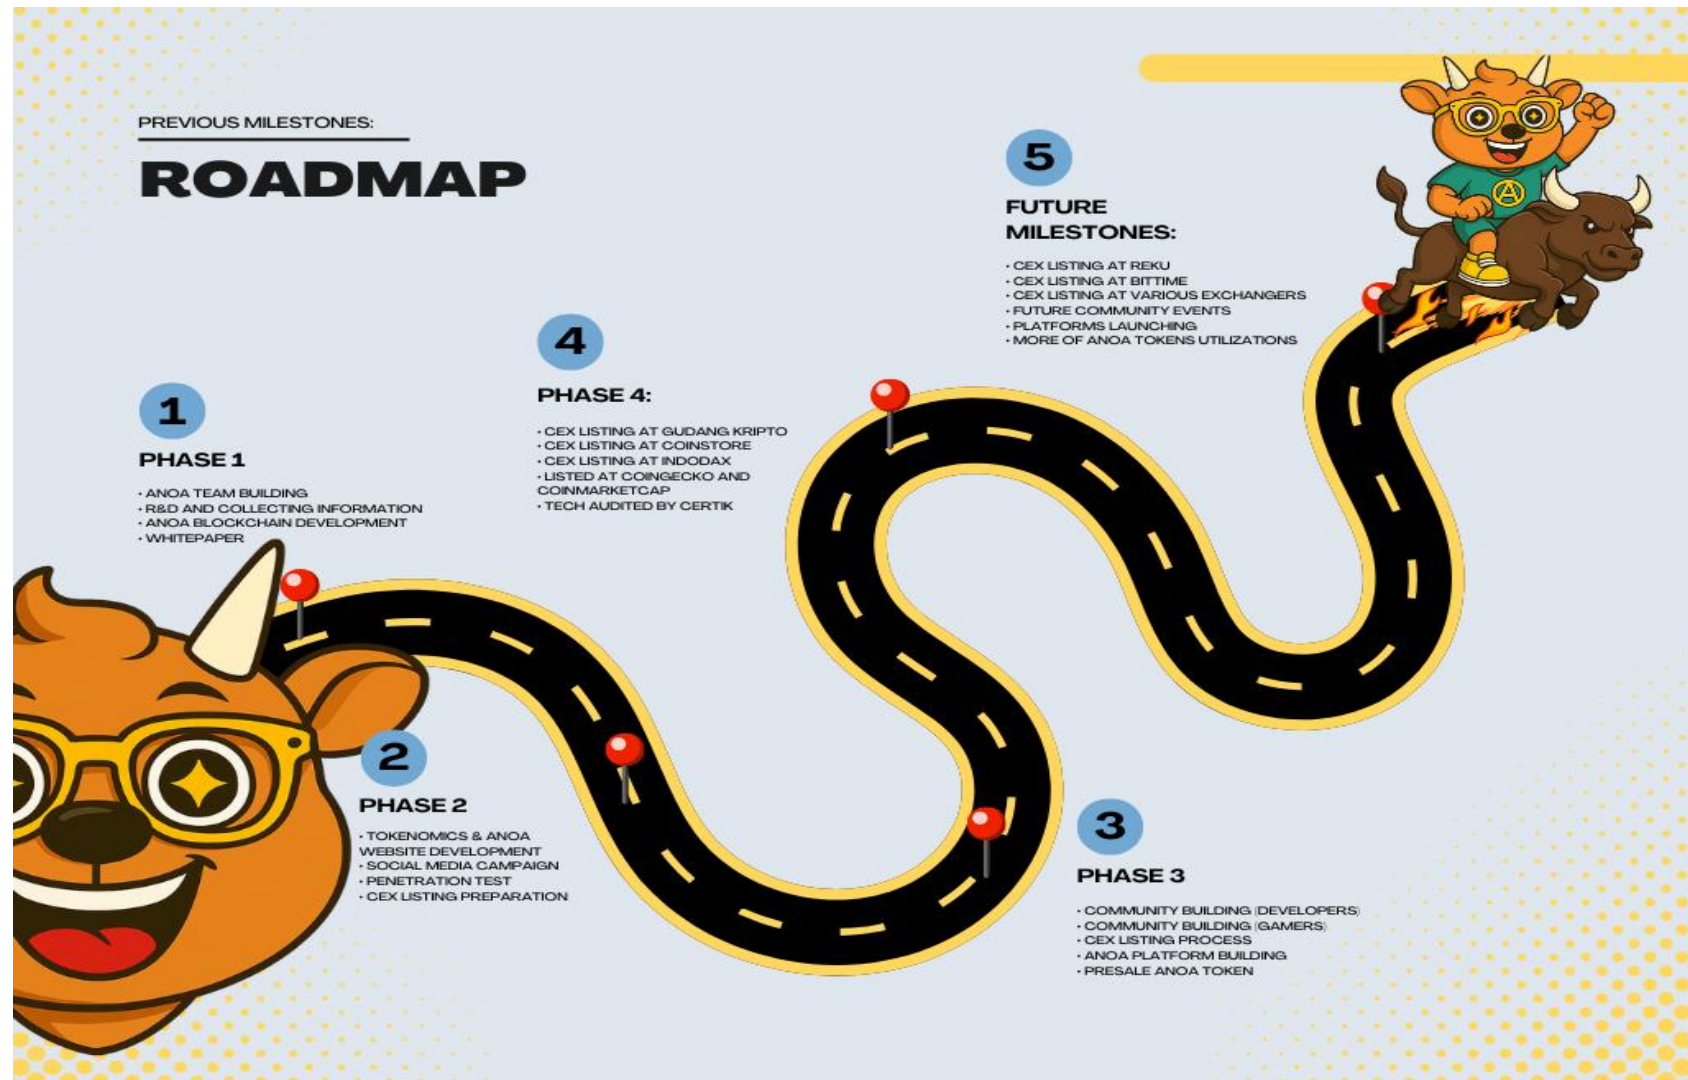 PREVIOUS MILESTONES:
ROADMAP
1
PHASE 1
• ANOA TEAM BUILDING
• R&D AND COLLECTING INFORMATION
• ANOA BLOCKCHAIN DEVELOPMENT
• WHITEPAPER
2
PHASE 2
• TOKENOMICS & ANOA
WEBSITE DEVELOPMENT
• SOCIAL MEDIA CAMPAIGN
• PENETRATION TEST
• CEX LISTING PREPARATION
3
PHASE 3
• COMMUNITY BUILDING (DEVELOPERS)
• COMMUNITY BUILDING (GAMERS)
• CEX LISTING PROCESS
• ANOA PLATFORM BUILDING
• PRESALE ANOA TOKEN
4
PHASE 4:
• CEX LISTING AT GUDANG KRIPTO
• CEX LISTING AT COINSTORE
• CEX LISTING AT INDODAX
• LISTED AT COINGECKO AND
COINMARKETCAP
• TECH AUDITED BY CERTIK
5
FUTURE
MILESTONES:
• CEX LISTING AT REKU
• CEX LISTING AT BITTIME
• CEX LISTING AT VARIOUS EXCHANGERS
• FUTURE COMMUNITY EVENTS
• PLATFORMS LAUNCHING
• MORE OF ANOA TOKENS UTILIZATIONS
A